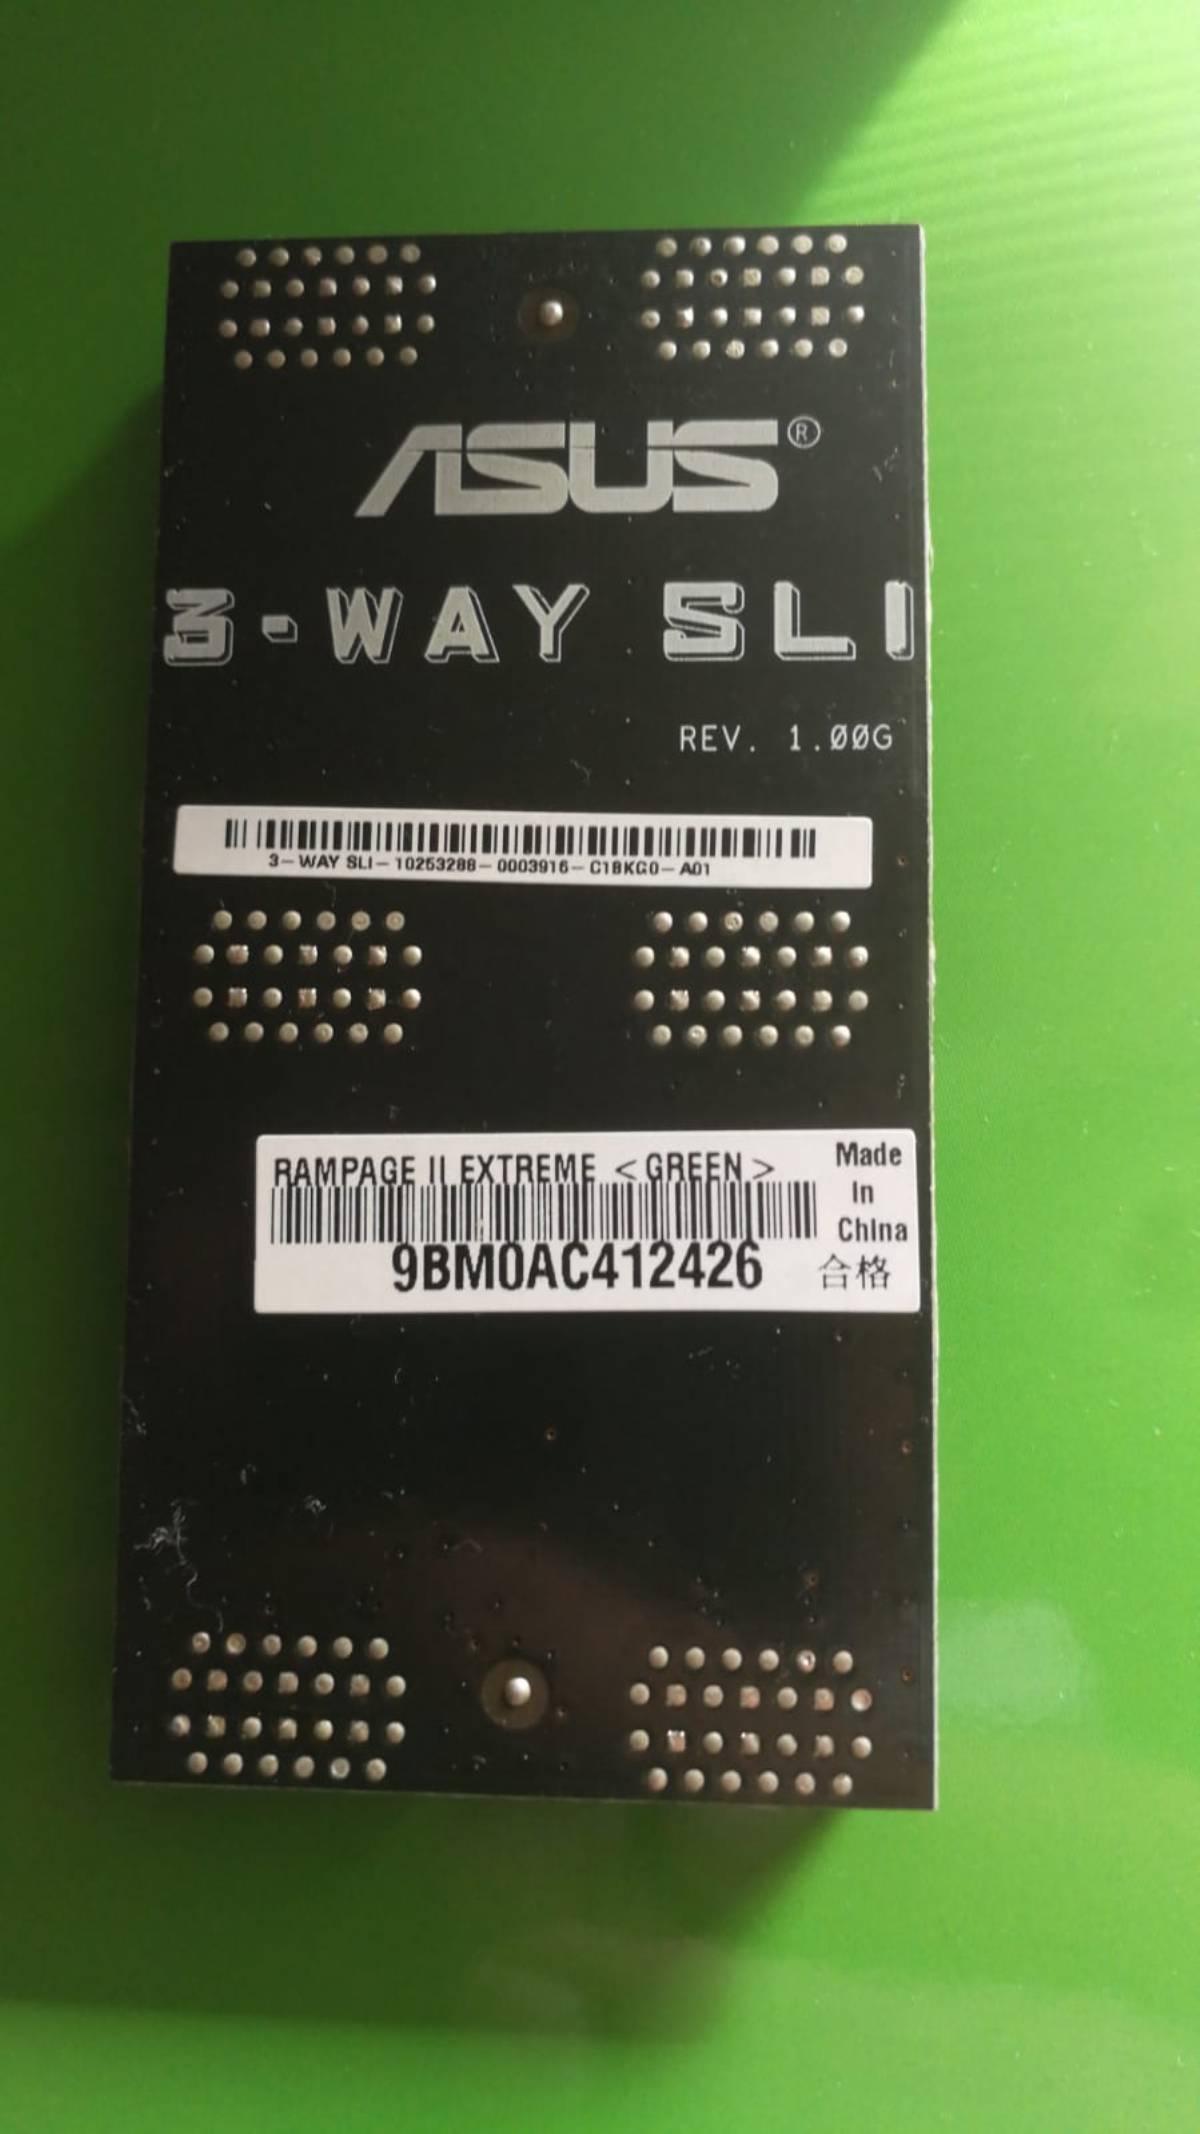 ASUS®
3-WAY SLI
REV. 1.00G
3-WAY SLI-10253288-0003916-C18KG0-A01
RAMPAGE II EXTREME <GREEN>
9BM0AC412426
Made
In
China
合格